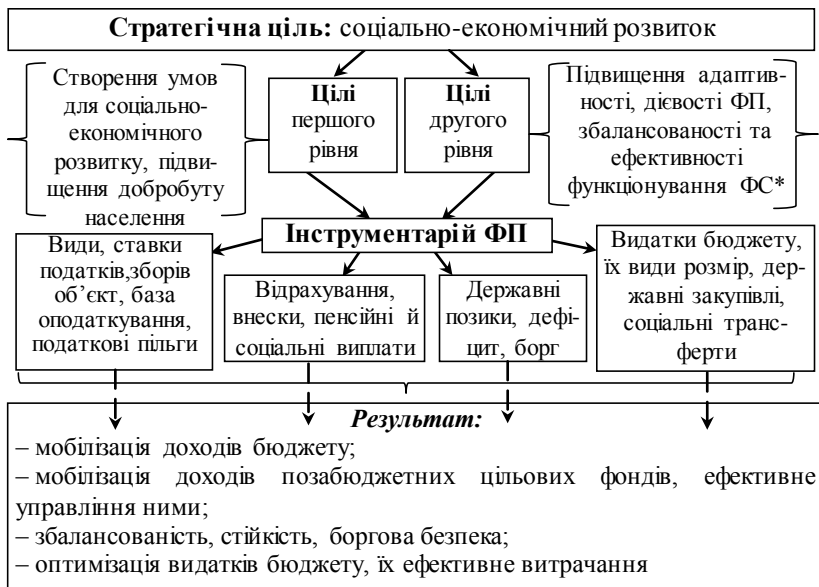 Стратегічна ціль: соціально-економічний розвиток
Створення умов
для соціально-
економічного
розвитку, підви-
щення добробуту
населення
Цілі
першого
рівня
Цілі
другого
рівня
Підвищення адаптив-
ності, дієвості ФП,
збалансованості та
ефективності
функціонування ФС*
Інструментарій ФП
Види, ставки
податків,зборів
об’єкт, база
оподаткування,
податкові пільги
Відрахування,
внески, пенсійні й
соціальні виплати
Державні
позики, дефі-
цит, борг
Видатки бюджету,
їх види розмір, дер-
жавні закупівлі,
соціальні транс-
ферти
Результат:
– мобілізація доходів бюджету;
– мобілізація доходів позабюджетних цільових фондів, ефективне
управління ними;
– збалансованість, стійкість, боргова безпека;
– оптимізація видатків бюджету, їх ефективне витрачання